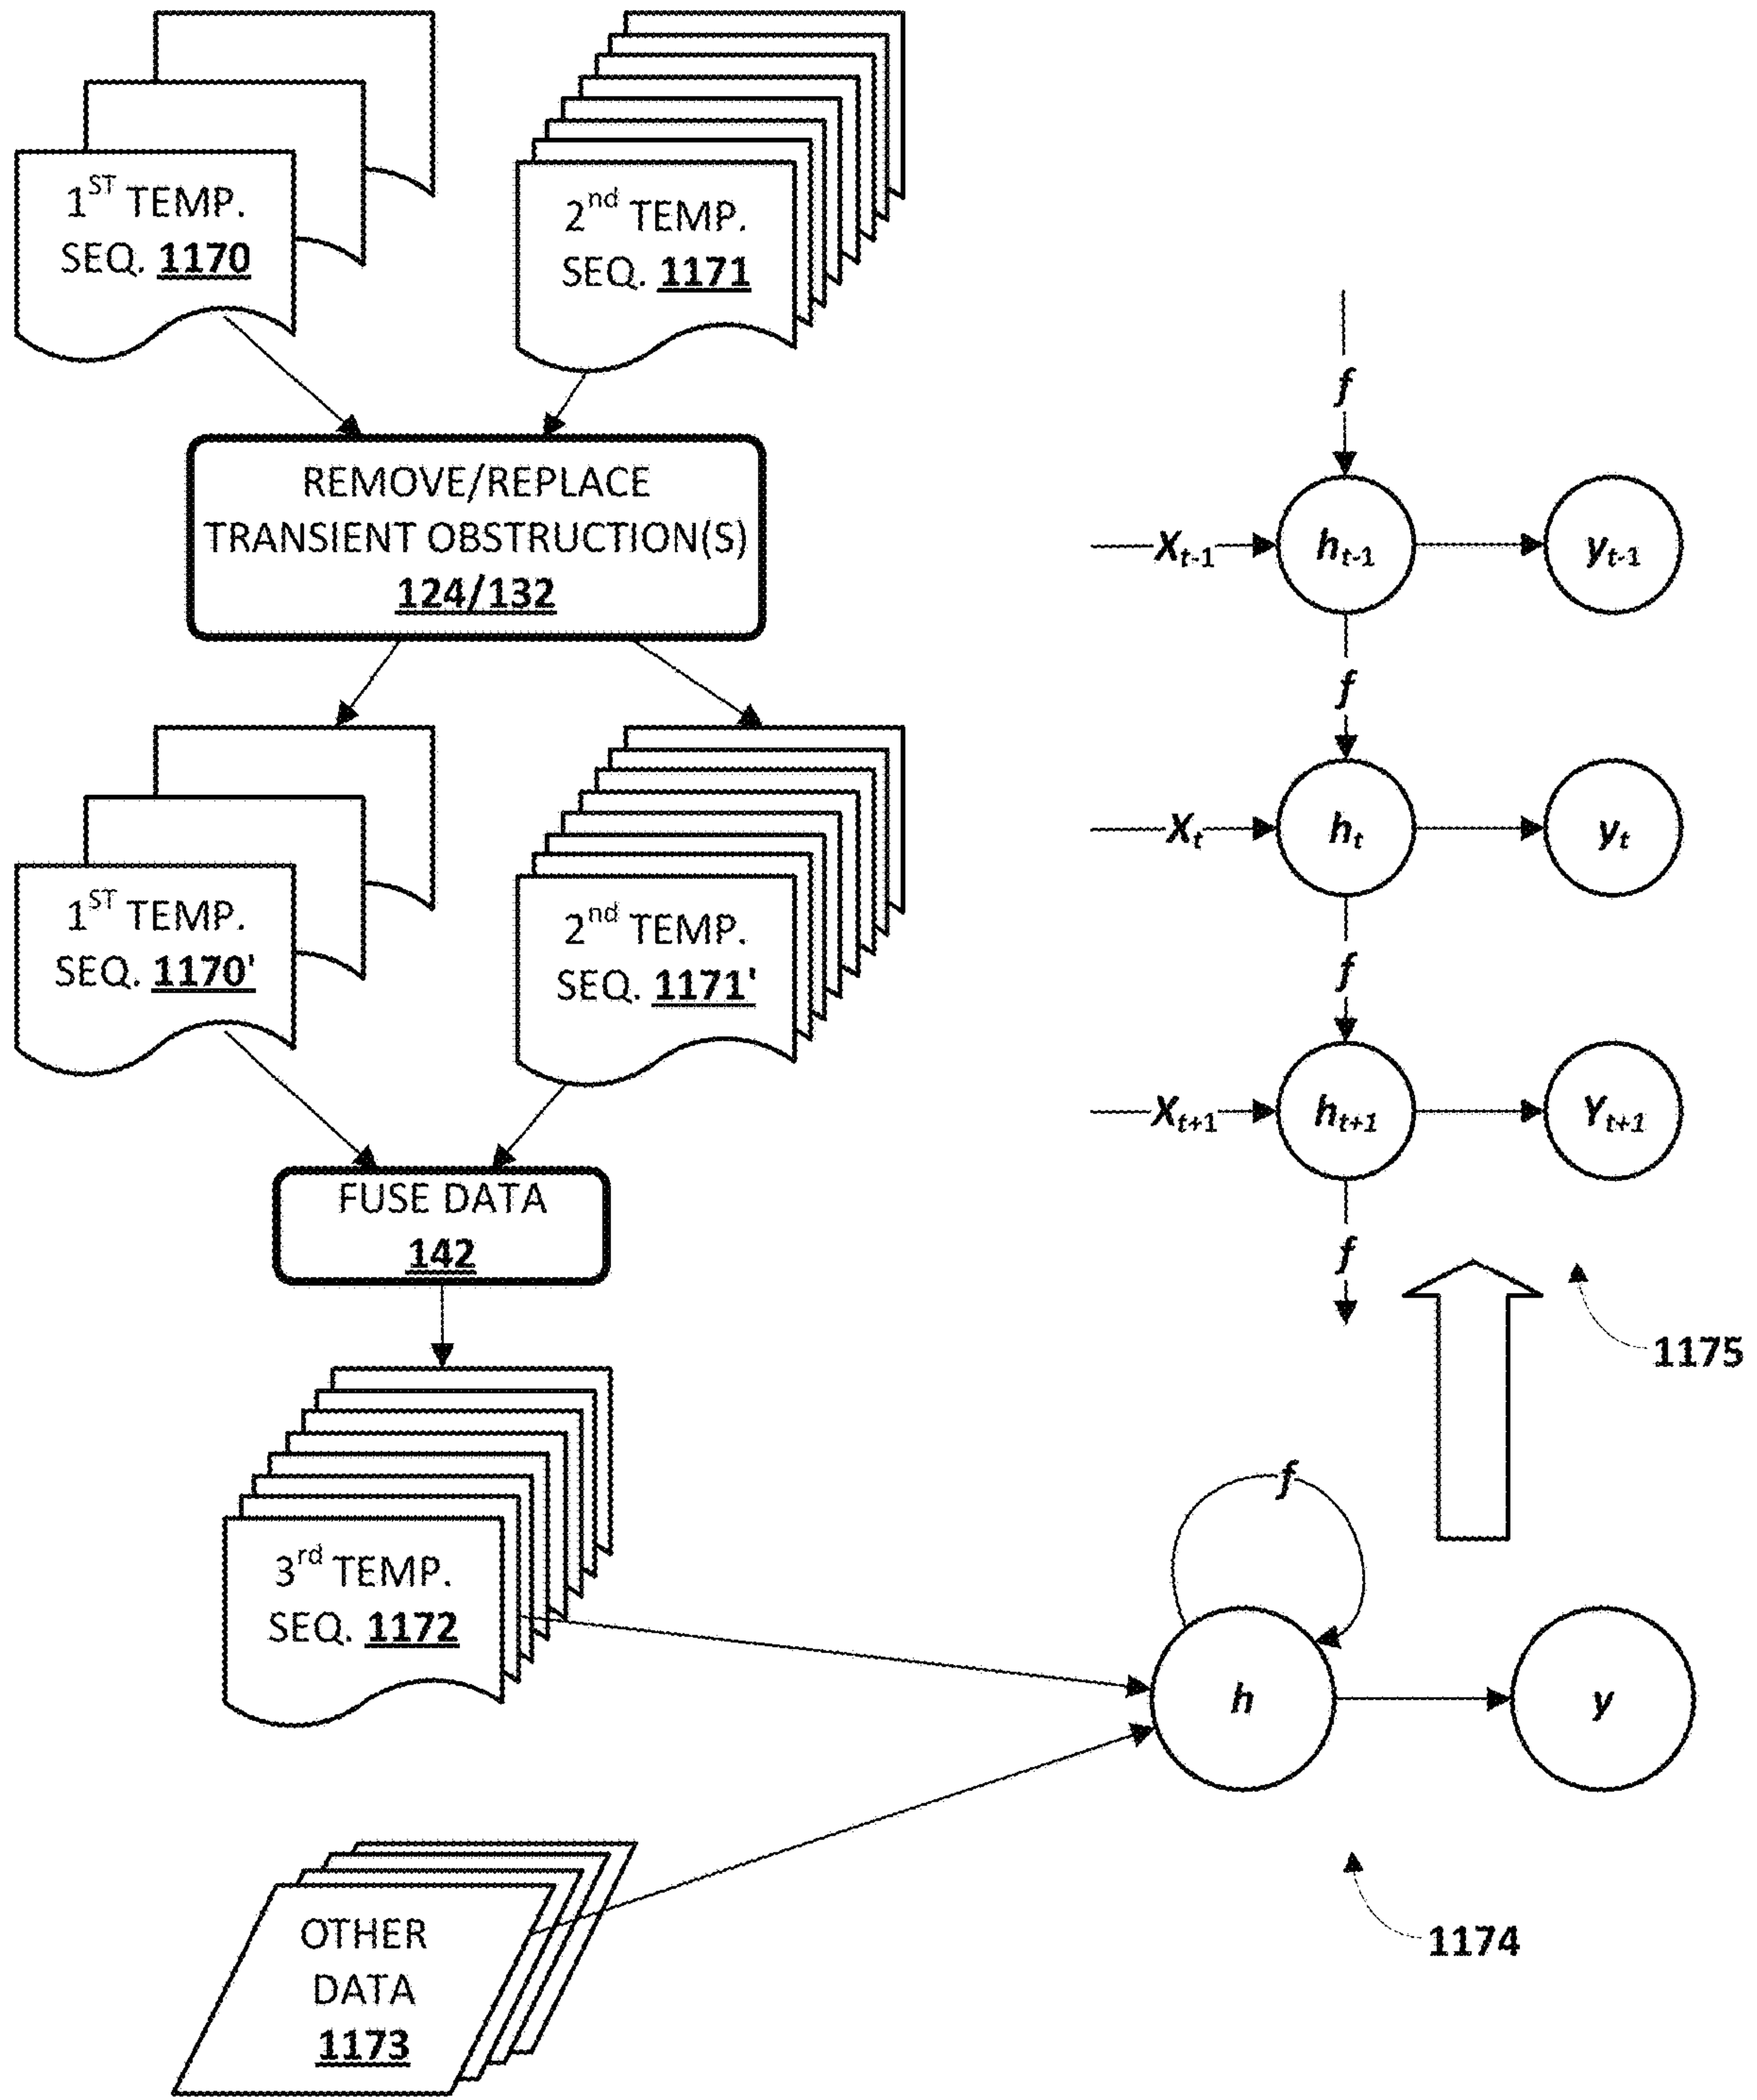 1ST TEMP.
SEQ. 1170
2nd TEMP.
SEQ. 1171
REMOVE/REPLACE
TRANSIENT OBSTRUCTION(S)
124/132
1ST TEMP.
SEQ. 1170'
2nd TEMP.
SEQ. 1171'
FUSE DATA
142
3rd TEMP.
SEQ. 1172
OTHER
DATA
1173
f
Xt-1 ht-1 yt-1
f
Xt ht yt
f
Xt+1 ht+1 Yt+1
f
1175
f
h y
1174